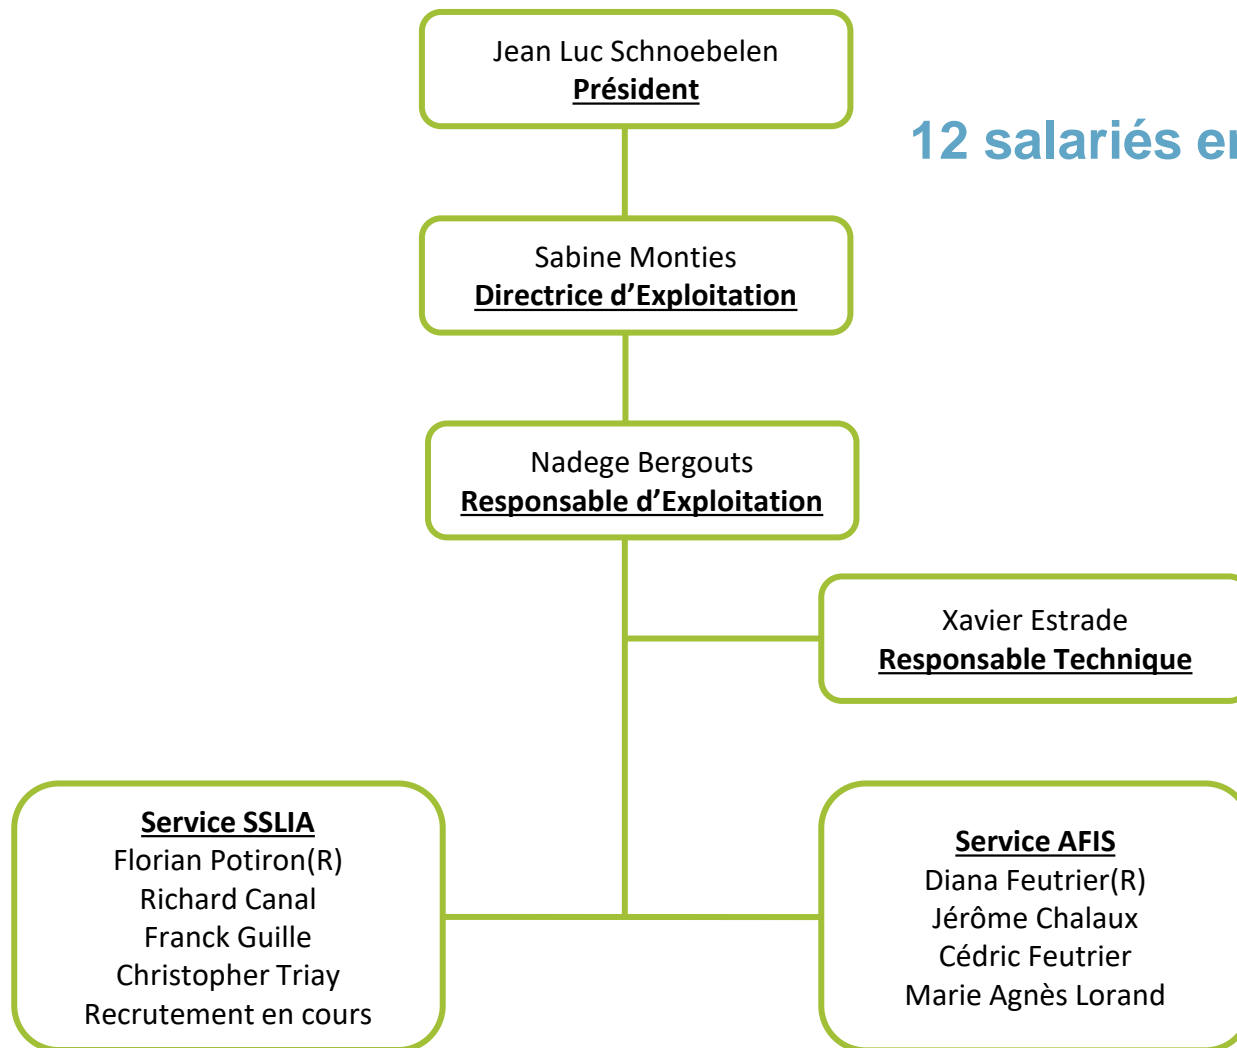 Jean Luc Schnoebelen
Président
12 salariés en
Sabine Monties
Directrice d’Exploitation
Nadege Bergouts
Responsable d’Exploitation
Xavier Estrade
Responsable Technique
Service SSLIA
Florian Potiron(R)
Richard Canal
Franck Guille
Christopher Triay
Recrutement en cours
Service AFIS
Diana Feutrier(R)
Jérôme Chalaux
Cédric Feutrier
Marie Agnès Lorand